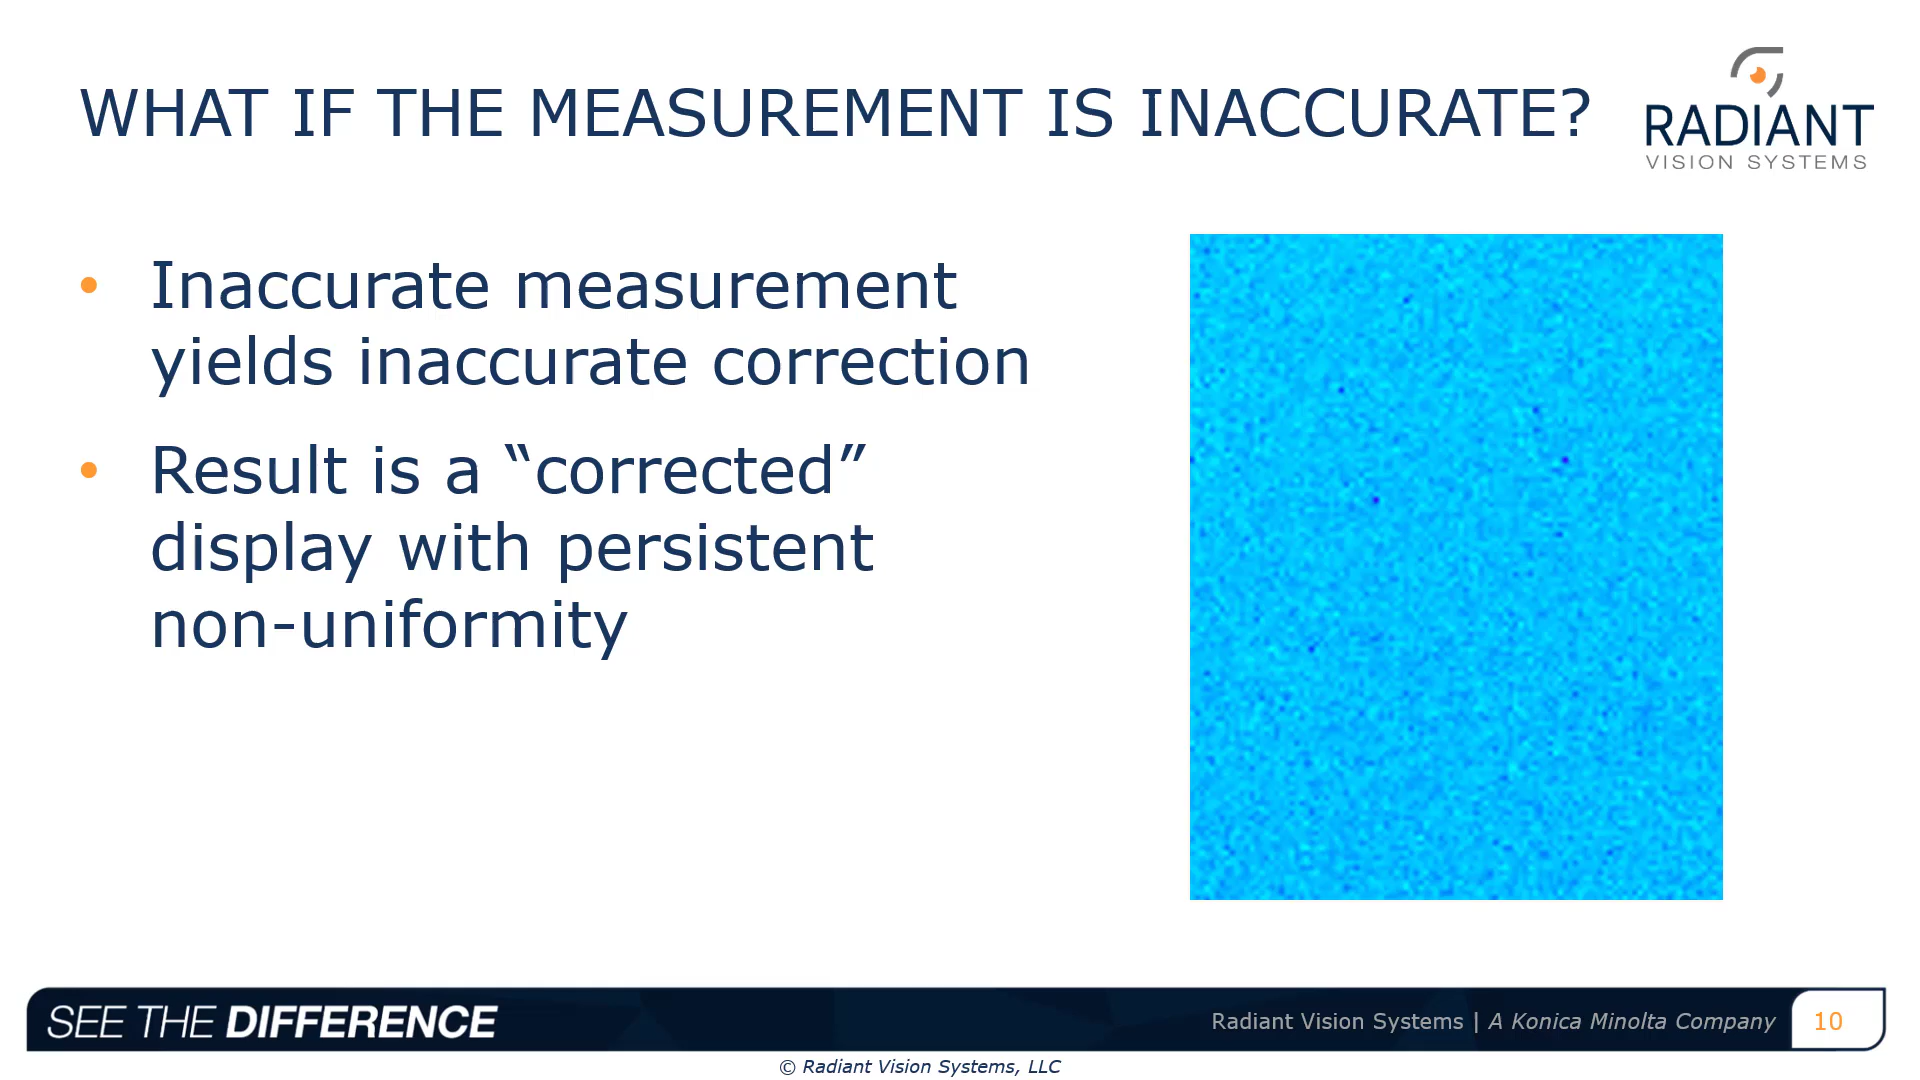 WHAT IF THE MEASUREMENT IS INACCURATE?
RADIANT
VISION SYSTEMS
• Inaccurate measurement
yields inaccurate correction
• Result is a “corrected”
display with persistent
non-uniformity
SEE THE DIFFERENCE
Radiant Vision Systems | A Konica Minolta Company
10
© Radiant Vision Systems, LLC